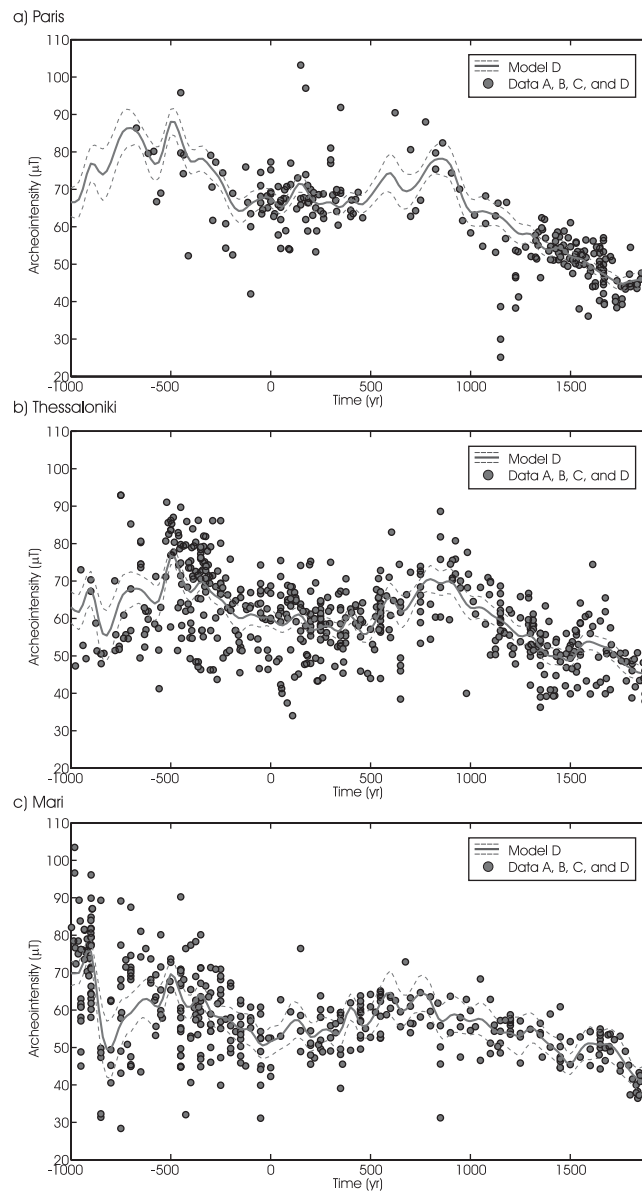 a) Paris
110
100
90
80
70
60
50
40
30
20
Archeointensity (μT)
Model D
Data A, B, C, and D
-1000 -500 0 500 1000 1500
Time (yr)
b) Thessaloniki
110
100
90
80
70
60
50
40
30
20
Archeointensity (μT)
Model D
Data A, B, C, and D
-1000 -500 0 500 1000 1500
Time (yr)
c) Mari
110
100
90
80
70
60
50
40
30
20
Archeointensity (μT)
Model D
Data A, B, C, and D
-1000 -500 0 500 1000 1500
Time (yr)